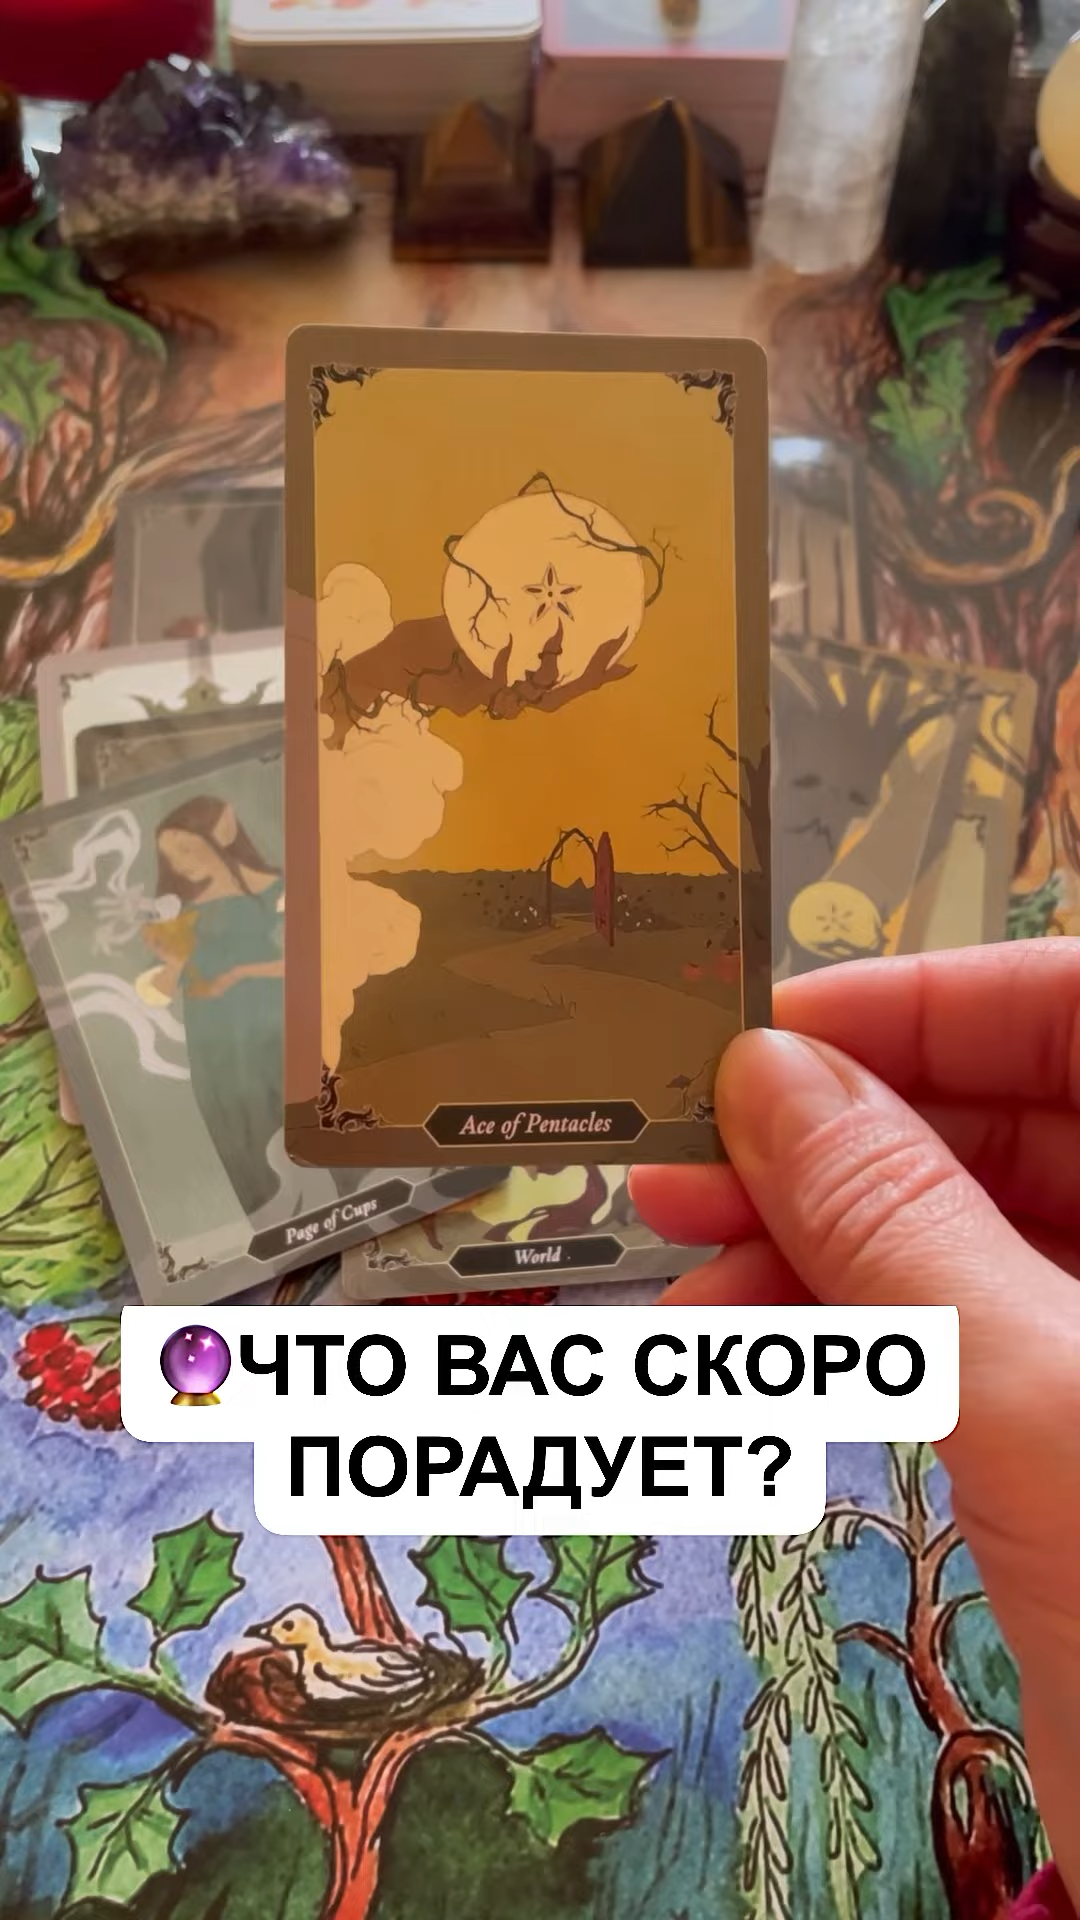 Ace of Pentacles
Page of Cups
World
ЧТО ВАС СКОРО
ПОРАДУЕТ?